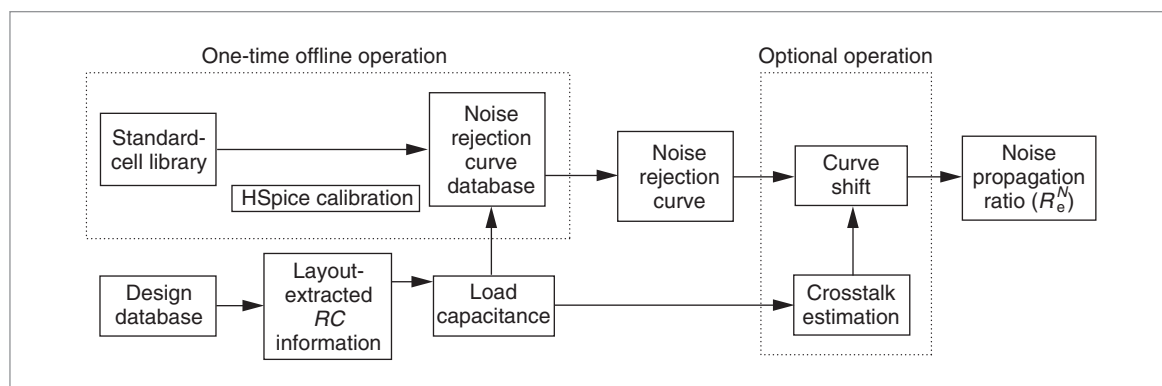 One-time offline operation
Optional operation
Standard-
cell library
HSpice calibration
Noise
rejection
curve
database
Noise
rejection
curve
Curve
shift
Noise
propagation
ratio (R_e^N)
Design
database
Layout-
extracted
RC
information
Load
capacitance
Crosstalk
estimation